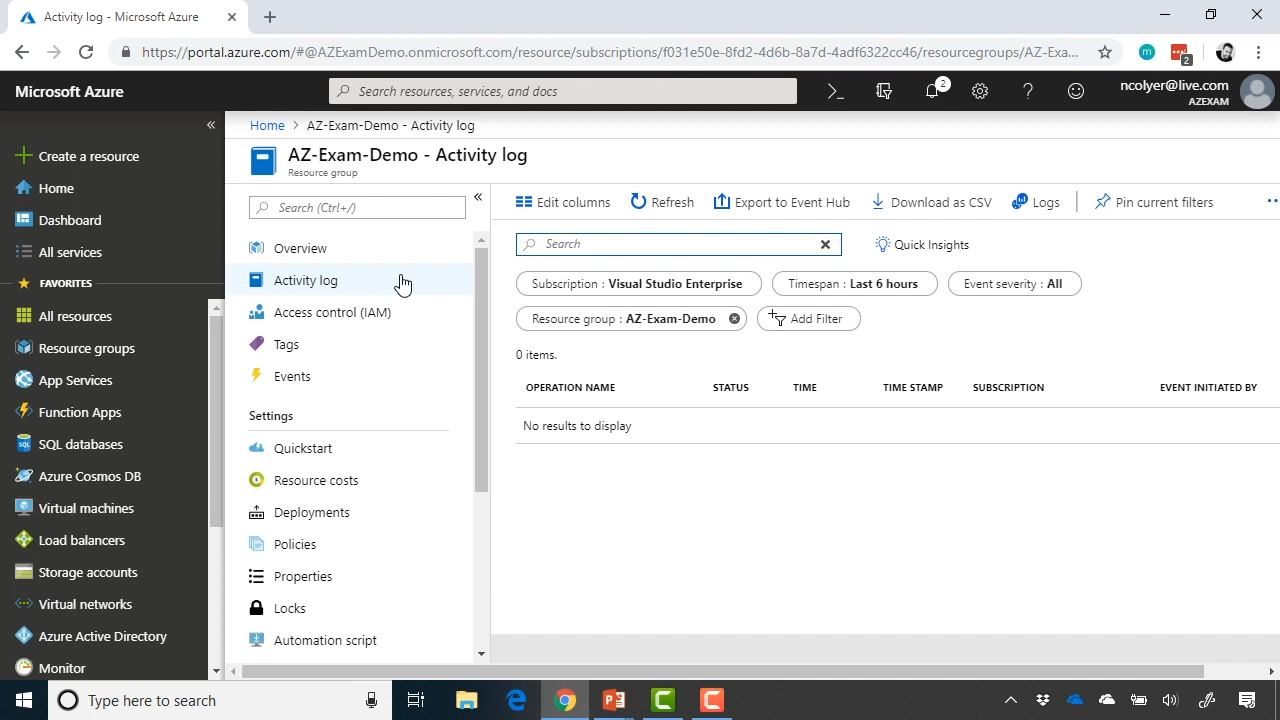 Activity log - Microsoft Azure
https://portal.azure.com/#@AZExamDemo.onmicrosoft.com/resource/subscriptions/f031e50e-8fd2-4d6b-8a7d-4adf6322cc46/resourcegroups/AZ-Exa...
m
2
Microsoft Azure
Search resources, services, and docs
2
ncolyer@live.com
AZEXAM
Home > AZ-Exam-Demo - Activity log
AZ-Exam-Demo - Activity log
Resource group
Create a resource
Home
Dashboard
All services
FAVORITES
All resources
Resource groups
App Services
Function Apps
SQL databases
Azure Cosmos DB
Virtual machines
Load balancers
Storage accounts
Virtual networks
Azure Active Directory
Monitor
Search (Ctrl+/)
Overview
Activity log
Access control (IAM)
Tags
Events
Settings
Quickstart
Resource costs
Deployments
Policies
Properties
Locks
Automation script
Edit columns Refresh Export to Event Hub Download as CSV Logs Pin current filters
Search
Quick Insights
Subscription : Visual Studio Enterprise Timespan : Last 6 hours Event severity : All
Resource group : AZ-Exam-Demo Add Filter
0 items.
OPERATION NAME STATUS TIME TIME STAMP SUBSCRIPTION EVENT INITIATED BY
No results to display
Type here to search